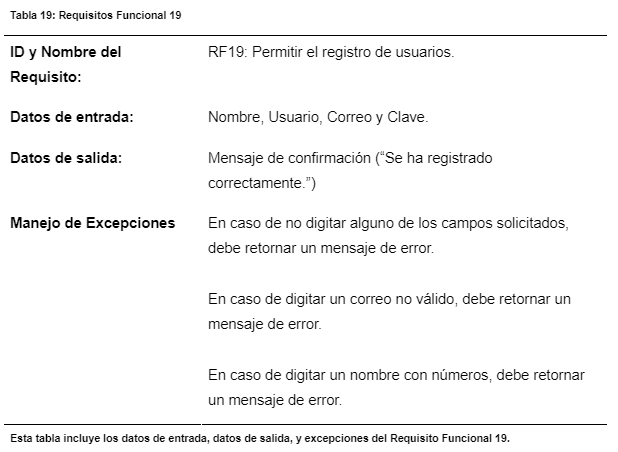 Tabla 19: Requisitos Funcional 19
ID y Nombre del Requisito: RF19: Permitir el registro de usuarios.
Datos de entrada: Nombre, Usuario, Correo y Clave.
Datos de salida: Mensaje de confirmación (“Se ha registrado
correctamente.”)
Manejo de Excepciones En caso de no digitar alguno de los campos solicitados,
debe retornar un mensaje de error.
En caso de digitar un correo no válido, debe retornar un
mensaje de error.
En caso de digitar un nombre con números, debe retornar
un mensaje de error.
Esta tabla incluye los datos de entrada, datos de salida, y excepciones del Requisito Funcional 19.